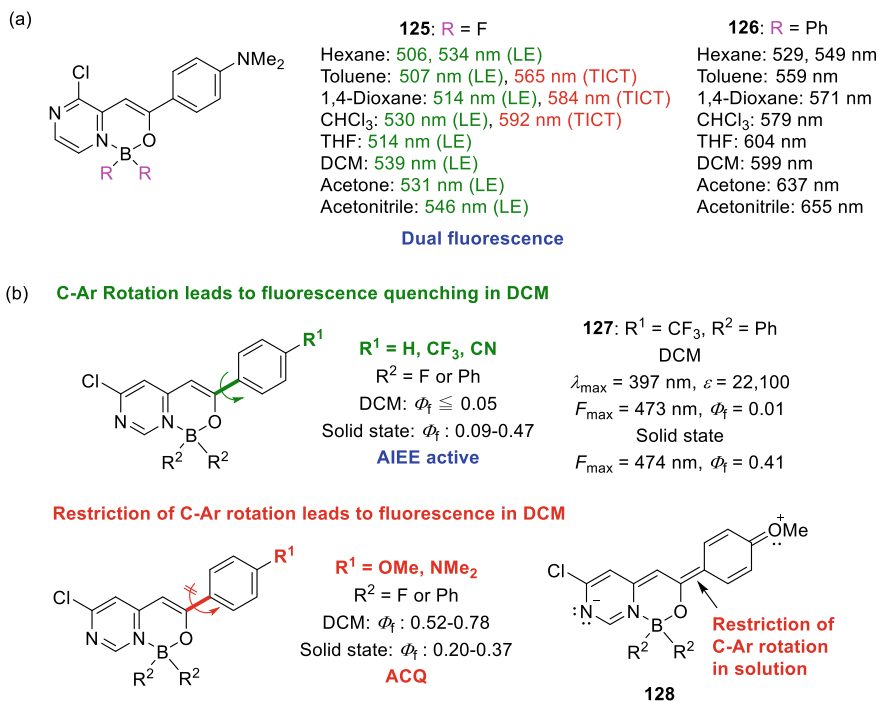 (a)
125: R = F
126: R = Ph
Cl
NMe2
N
N
O
B
R R
Hexane: 506, 534 nm (LE)
Toluene: 507 nm (LE), 565 nm (TICT)
1,4-Dioxane: 514 nm (LE), 584 nm (TICT)
CHCl3: 530 nm (LE), 592 nm (TICT)
THF: 514 nm (LE)
DCM: 539 nm (LE)
Acetone: 531 nm (LE)
Acetonitrile: 546 nm (LE)
Hexane: 529, 549 nm
Toluene: 559 nm
1,4-Dioxane: 571 nm
CHCl3: 579 nm
THF: 604 nm
DCM: 599 nm
Acetone: 637 nm
Acetonitrile: 655 nm
Dual fluorescence
(b)
C-Ar Rotation leads to fluorescence quenching in DCM
R1
Cl
N
N
O
B
R2 R2
R1 = H, CF3, CN
R2 = F or Ph
DCM: Φf ≦ 0.05
Solid state: Φf : 0.09-0.47
AIEE active
127: R1 = CF3, R2 = Ph
DCM
λmax = 397 nm, ε = 22,100
Fmax = 473 nm, Φf = 0.01
Solid state
Fmax = 474 nm, Φf = 0.41
Restriction of C-Ar rotation leads to fluorescence in DCM
R1
Cl
N
N
O
B
R2 R2
R1 = OMe, NMe2
R2 = F or Ph
DCM: Φf : 0.52-0.78
Solid state: Φf : 0.20-0.37
ACQ
+
OMe
Cl
:N −
N
O
B
R2 R2
Restriction of
C-Ar rotation
in solution
128